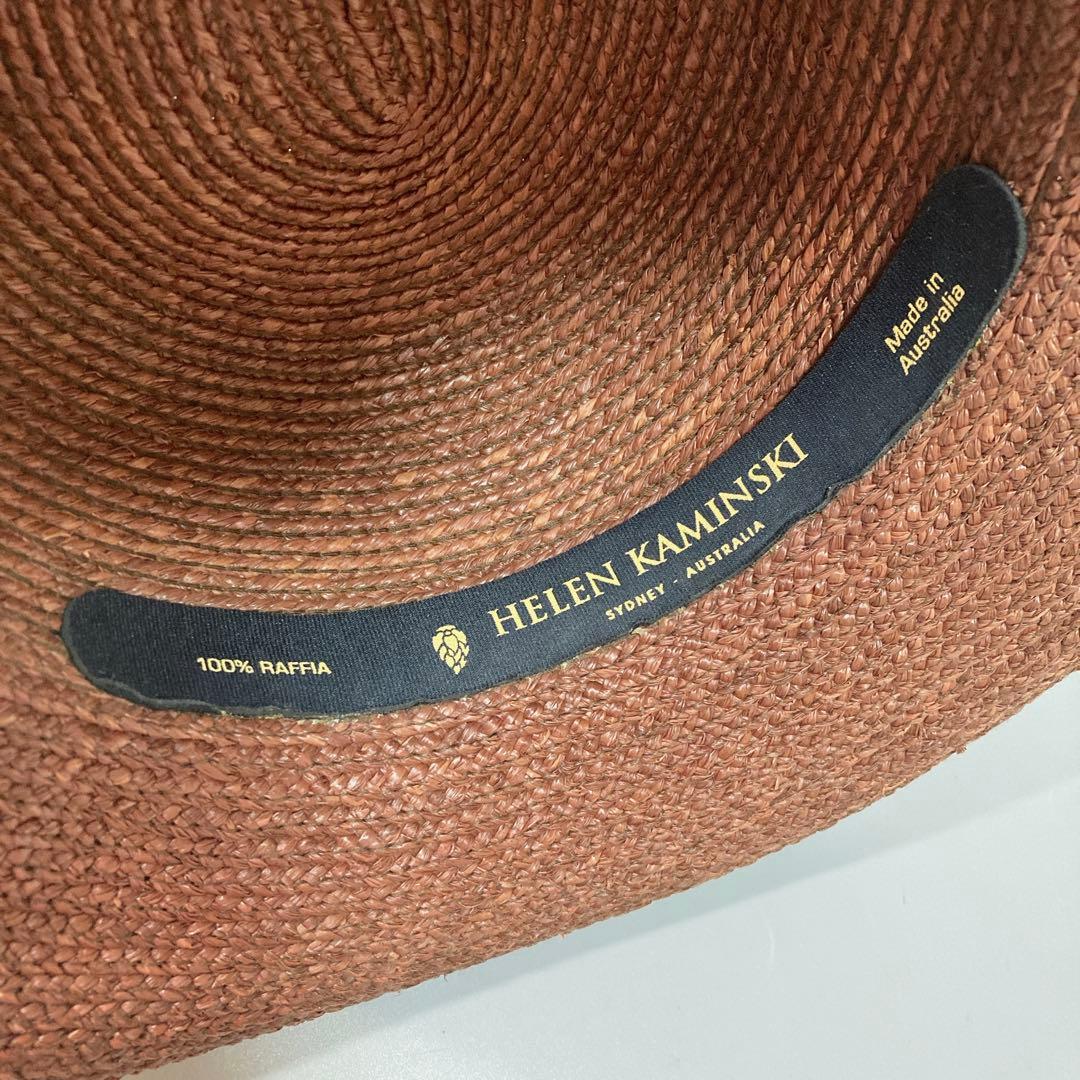 100% RAFFIA
HELEN KAMINSKI
SYDNEY - AUSTRALIA
Made in
Australia